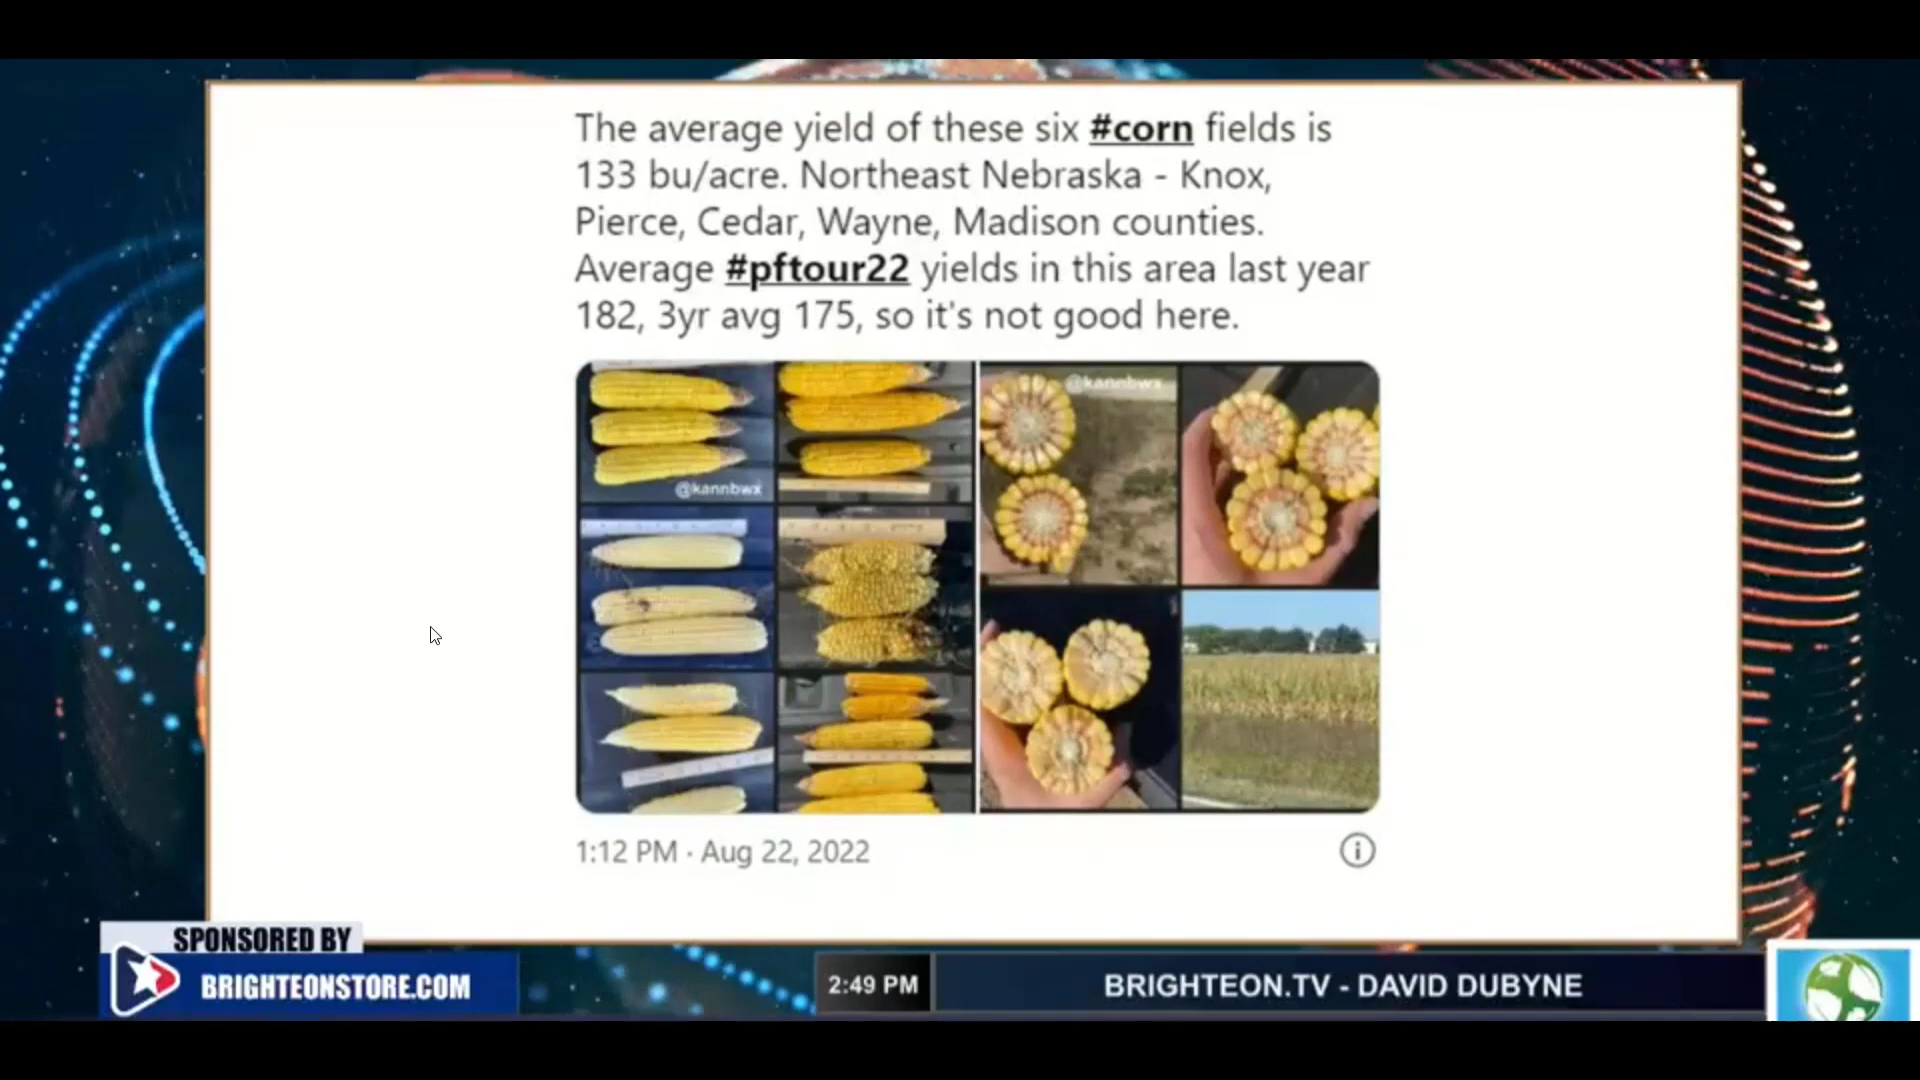 The average yield of these six #corn fields is
133 bu/acre. Northeast Nebraska - Knox,
Pierce, Cedar, Wayne, Madison counties.
Average #pftour22 yields in this area last year
182, 3yr avg 175, so it's not good here.
@kannbwx
@kannbwx
1:12 PM · Aug 22, 2022
SPONSORED BY
BRIGHTEONSTORE.COM
2:49 PM
BRIGHTEON.TV - DAVID DUBYNE